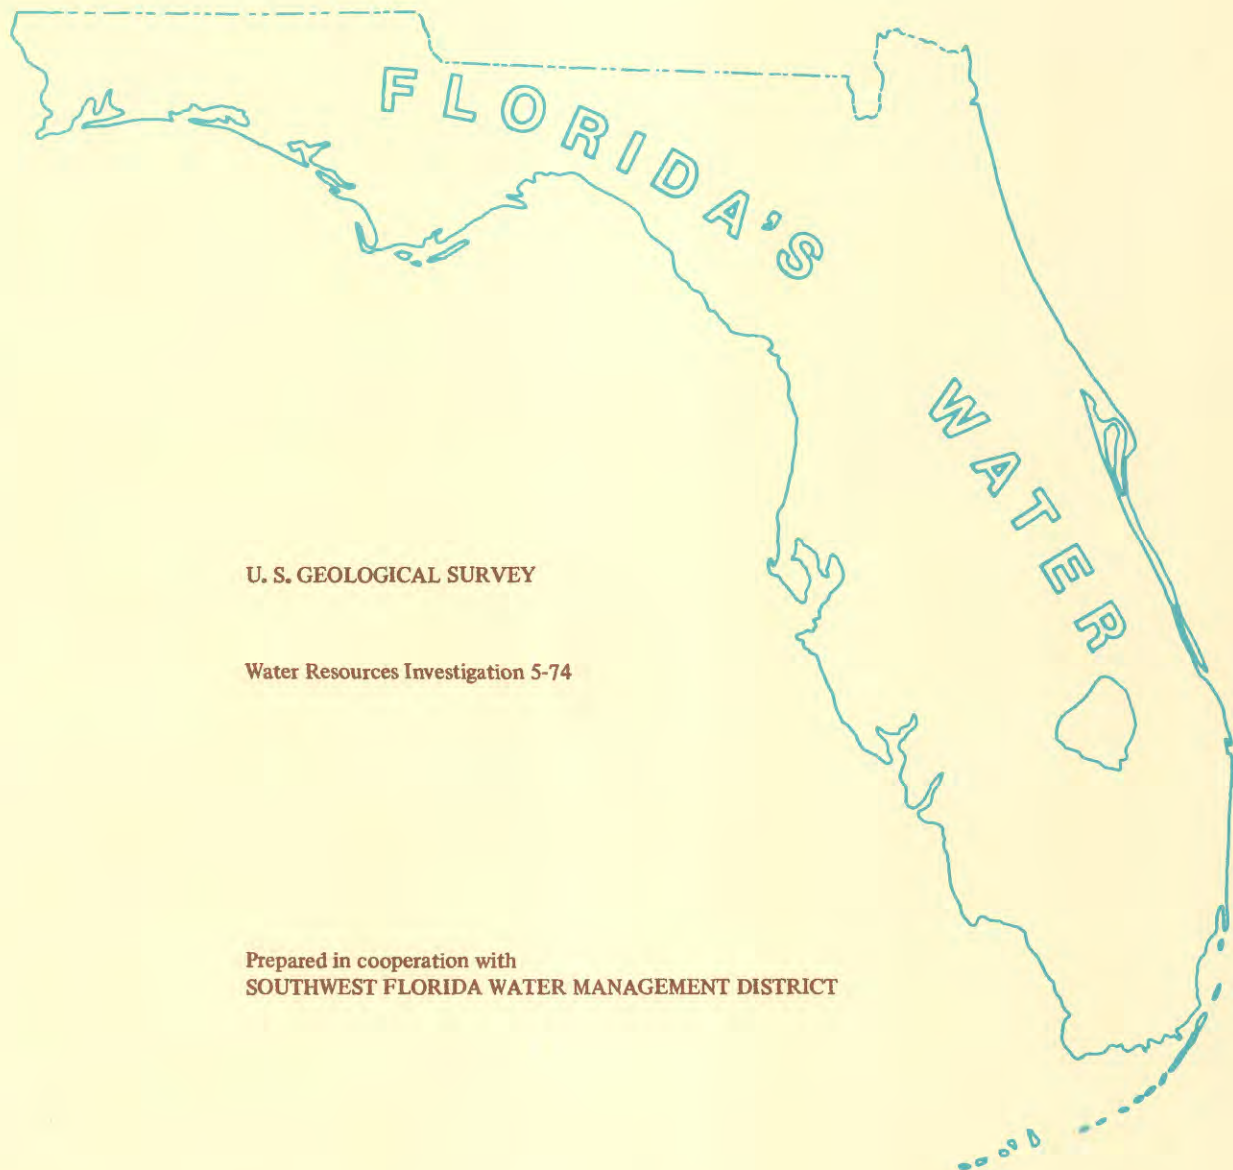 FLORIDA'S
WATER
U. S. GEOLOGICAL SURVEY
Water Resources Investigation 5-74
Prepared in cooperation with
SOUTHWEST FLORIDA WATER MANAGEMENT DISTRICT